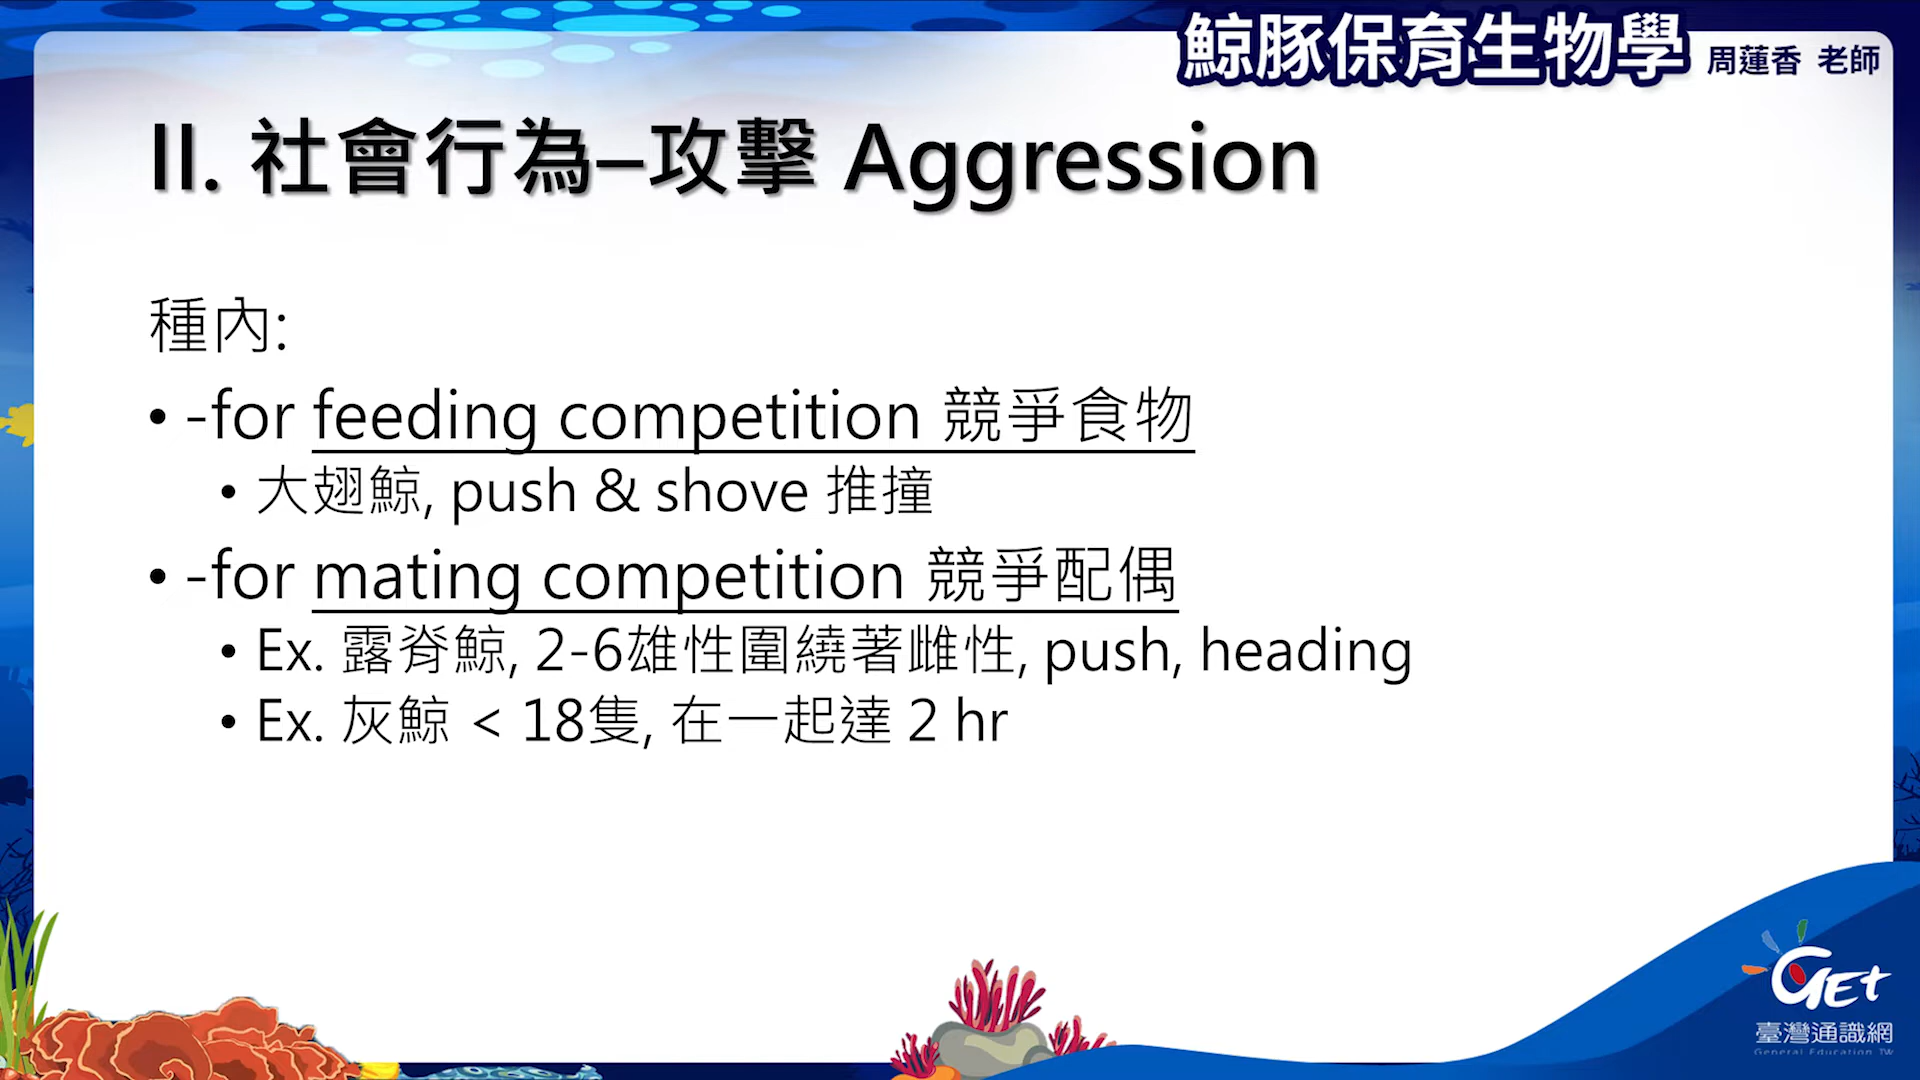 鯨豚保育生物學 周蓮香 老師
II. 社會行為–攻擊 Aggression
種內:
• -for feeding competition 競爭食物
• 大翅鯨, push & shove 推撞
• -for mating competition 競爭配偶
• Ex. 露脊鯨, 2-6雄性圍繞著雌性, push, heading
• Ex. 灰鯨 < 18隻, 在一起達 2 hr
GET
臺灣通識網
General Education TW